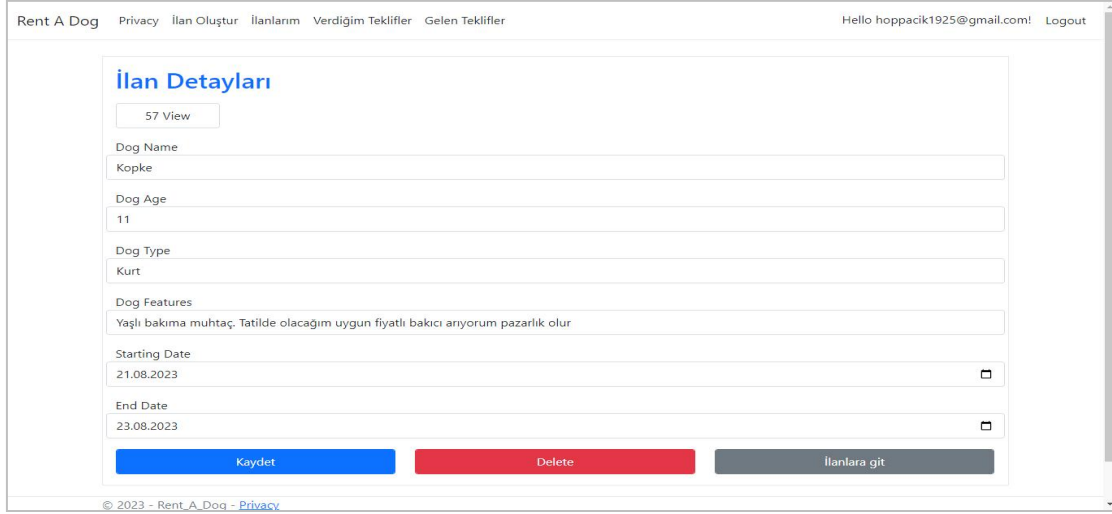 Rent A Dog Privacy İlan Oluştur İlanlarım Verdiğim Teklifler Gelen Teklifler Hello hoppacik1925@gmail.com! Logout
İlan Detayları
57 View
Dog Name
Kopke
Dog Age
11
Dog Type
Kurt
Dog Features
Yaşlı bakıma muhtaç. Tatilde olacağım uygun fiyatlı bakıcı arıyorum pazarlık olur
Starting Date
21.08.2023
End Date
23.08.2023
Kaydet Delete İlanlara git
© 2023 - Rent_A_Dog - Privacy